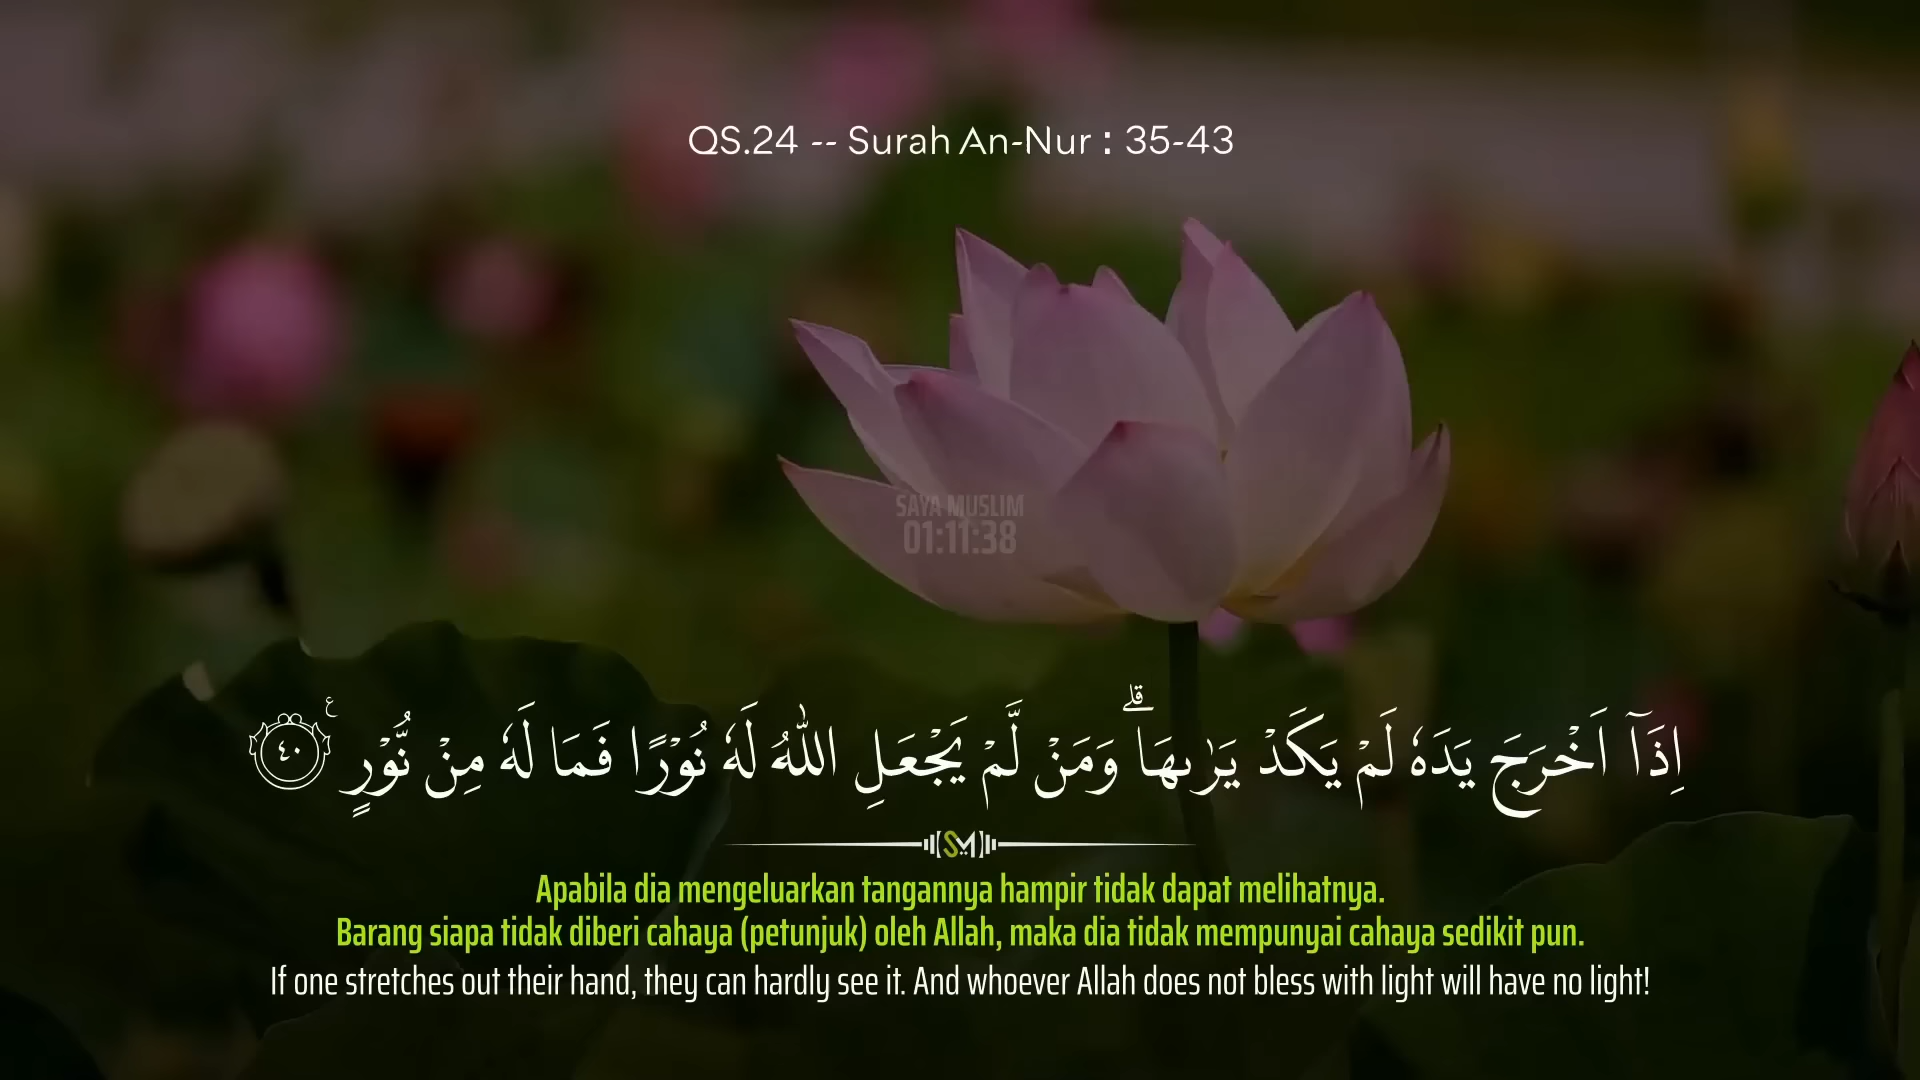 QS.24 -- Surah An-Nur : 35-43
SAYA MUSLIM
01:11:38
اِذَآ اَخْرَجَ يَدَهٗ لَمْ يَكَدْ يَرٰىهَاۗ وَمَنْ لَّمْ يَجْعَلِ اللّٰهُ لَهٗ نُوْرًا فَمَا لَهٗ مِنْ نُّوْرٍ ࣖ ٤٠
SM
Apabila dia mengeluarkan tangannya hampir tidak dapat melihatnya.
Barang siapa tidak diberi cahaya (petunjuk) oleh Allah, maka dia tidak mempunyai cahaya sedikit pun.
If one stretches out their hand, they can hardly see it. And whoever Allah does not bless with light will have no light!